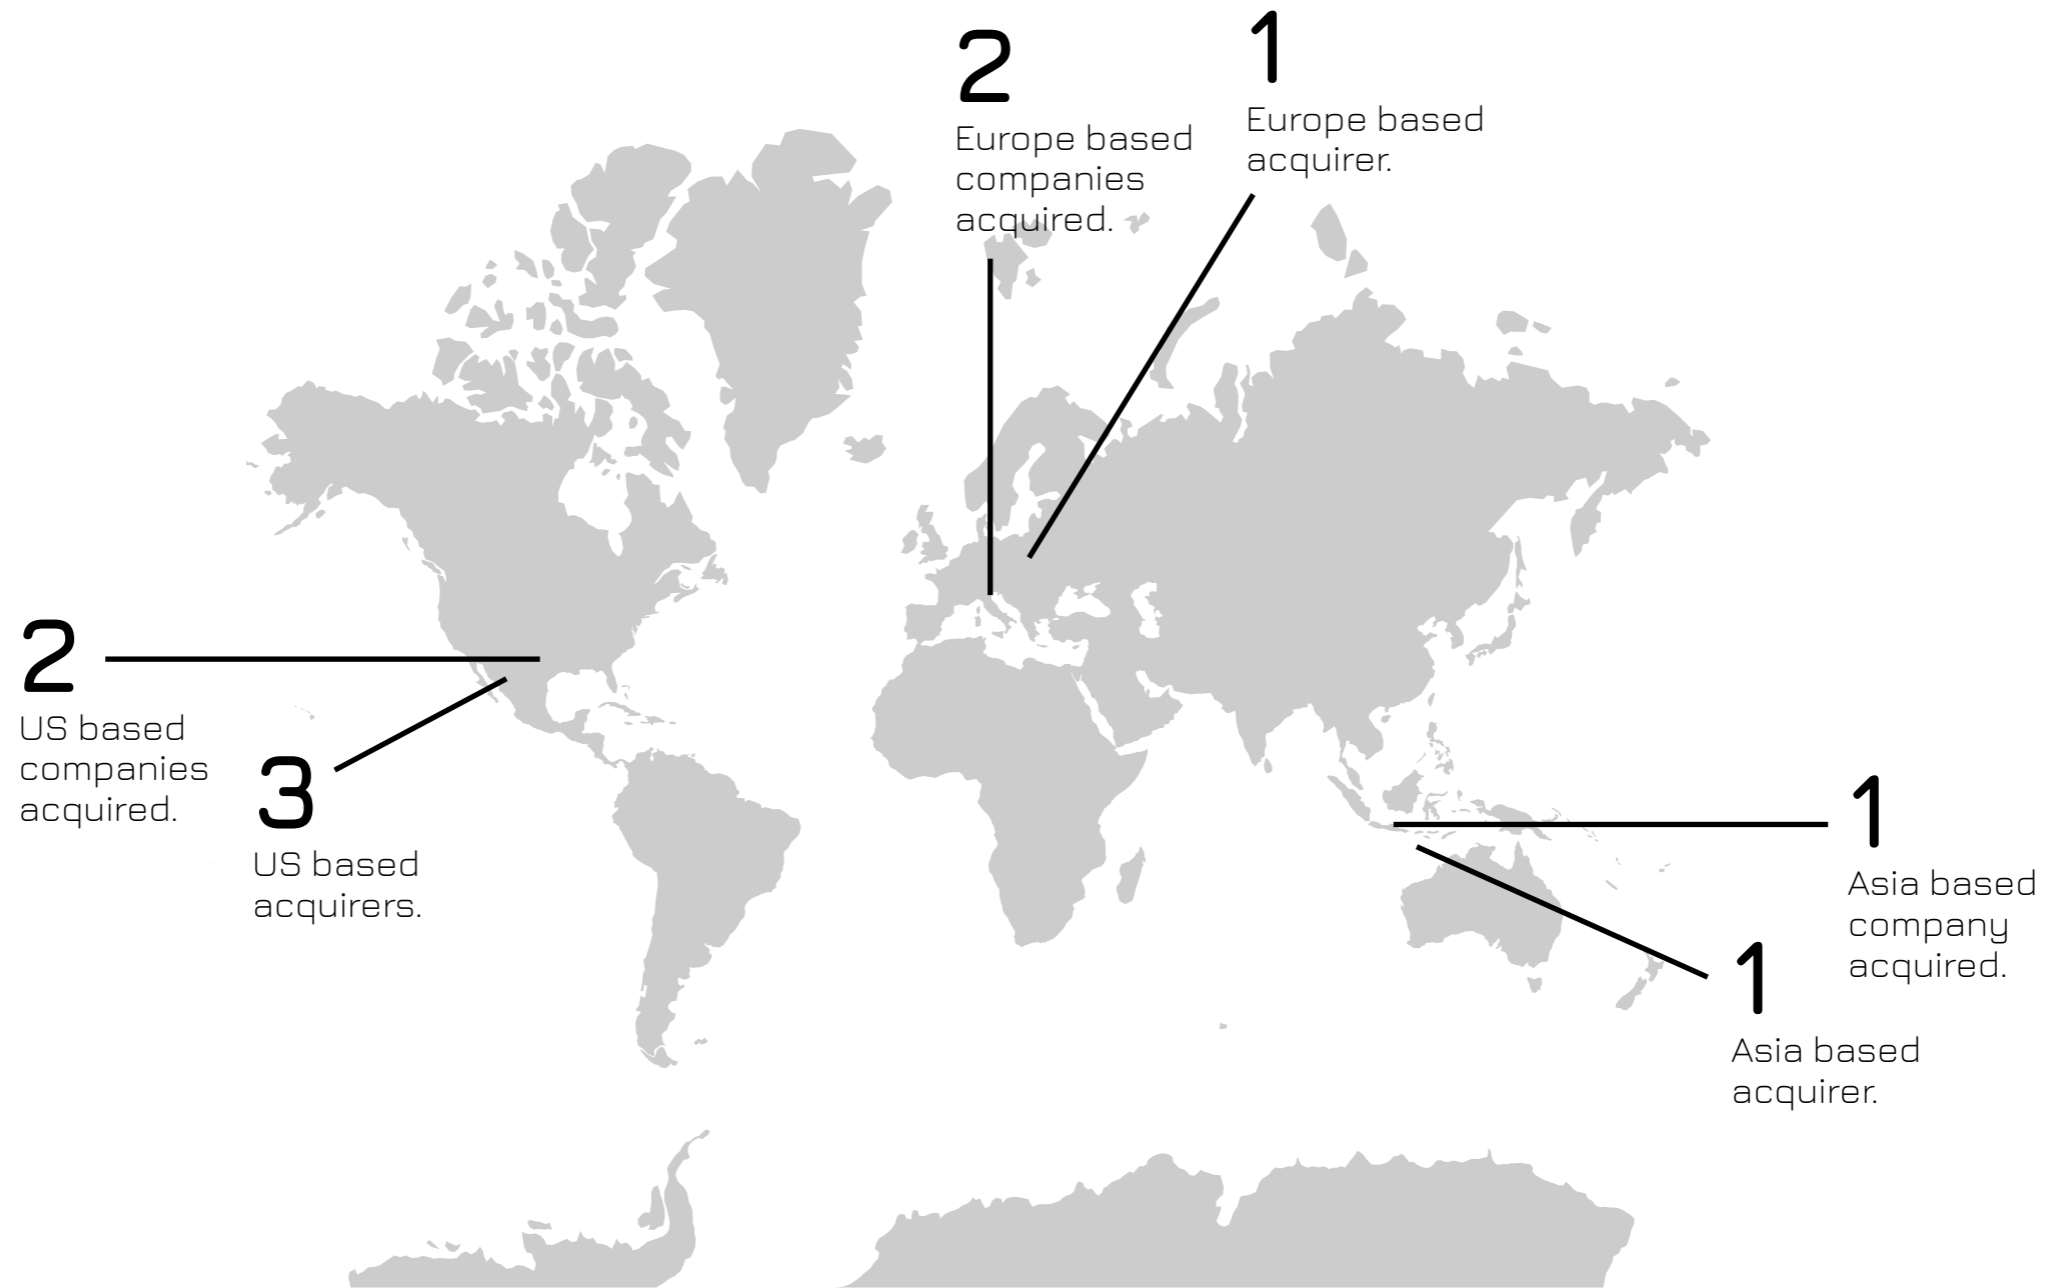 2
Europe based
companies
acquired.
1
Europe based
acquirer.
2
US based
companies
acquired.
3
US based
acquirers.
1
Asia based
company
acquired.
1
Asia based
acquirer.